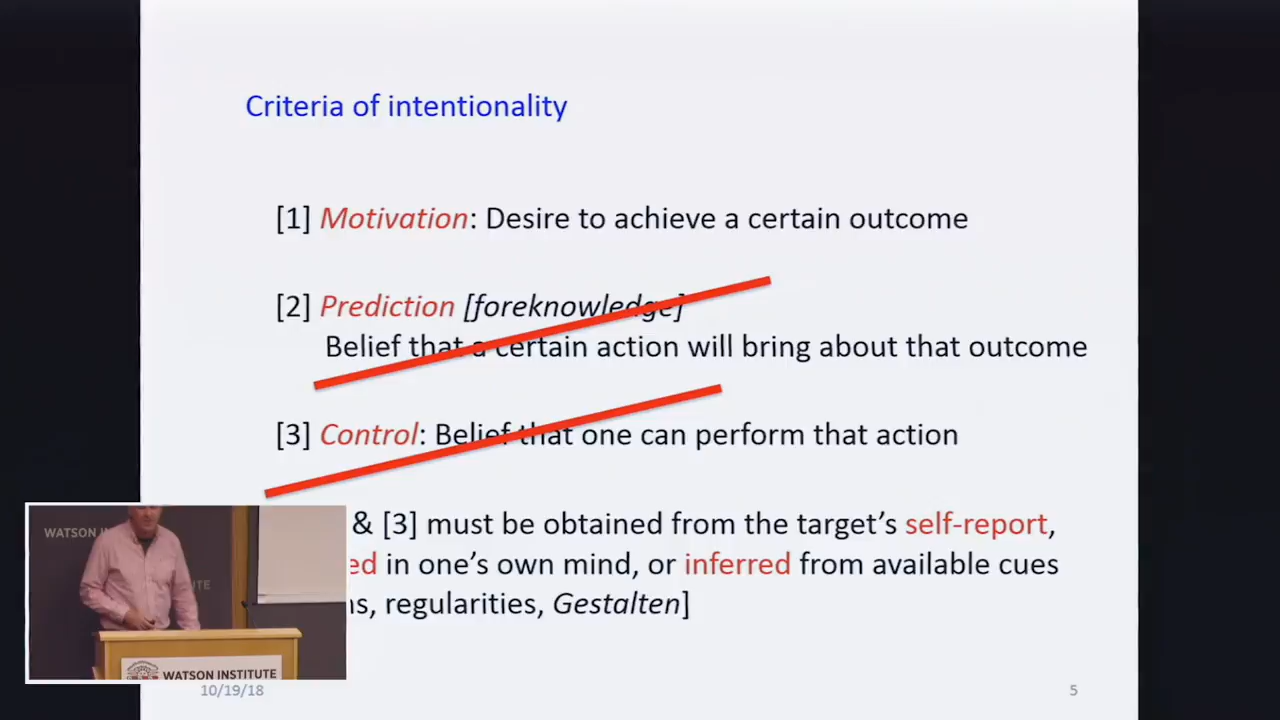 Criteria of intentionality
[1] Motivation: Desire to achieve a certain outcome
[2] Prediction [foreknowledge]
Belief that a certain action will bring about that outcome
[3] Control: Belief that one can perform that action
& [3] must be obtained from the target's self-report,
in one's own mind, or inferred from available cues
regularities, Gestalten]
WATSON
WATSON INSTITUTE
10/19/18
5